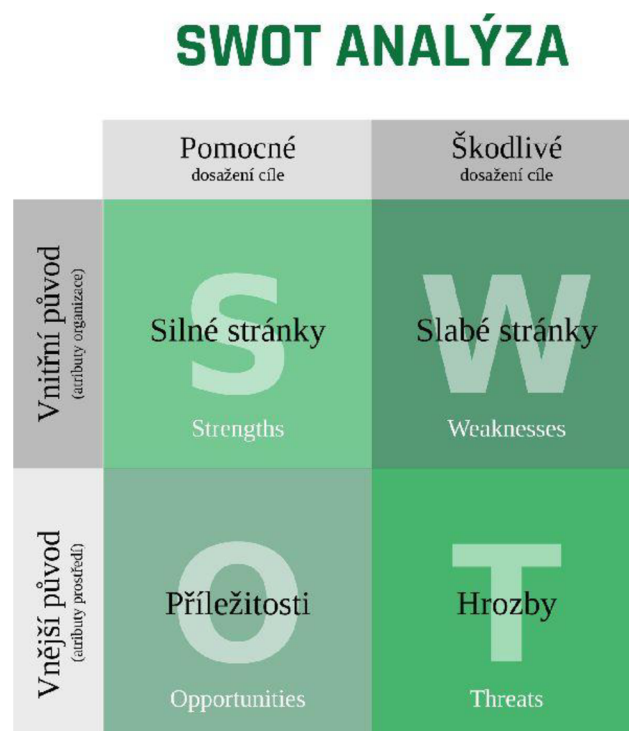 SWOT ANALÝZA
Pomocné
dosažení cíle
Škodlivé
dosažení cíle
Vnitřní původ
(atributy organizace)
S
Silné stránky
Strengths
W
Slabé stránky
Weaknesses
Vnější původ
(atributy prostředí)
O
Příležitosti
Opportunities
T
Hrozby
Threats